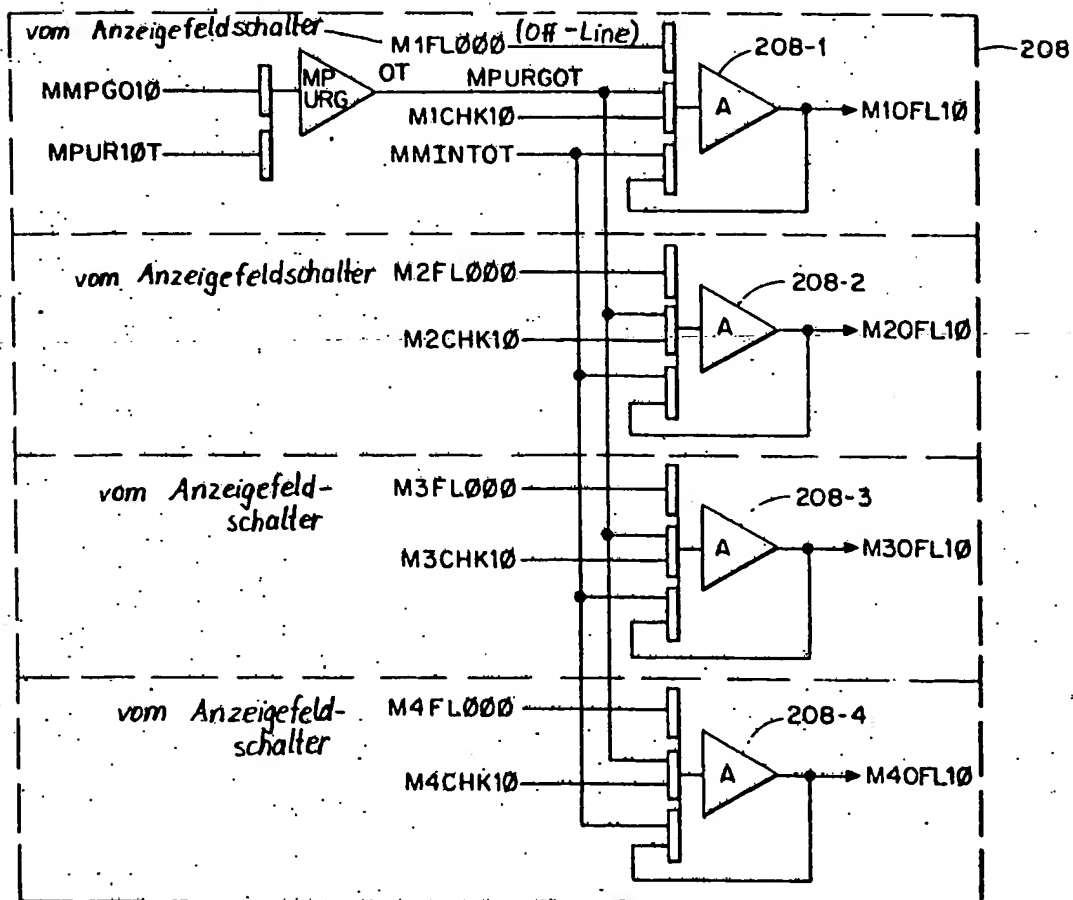 vom Anzeigefeldschalter
M1FLØØØ (Off-Line)
208-1
208
MMPGO1Ø
MP
URG
OT
MPURGOT
M1CHK1Ø
A
M1OFL1Ø
MPUR1OT
MMINTOT
vom Anzeigefeldschalter M2FLØØØ
208-2
M2CHK1Ø
A
M2OFL1Ø
vom Anzeigefeld-
schalter
M3FLØØØ
208-3
M3CHK1Ø
A
M3OFL1Ø
vom Anzeigefeld-
schalter
M4FLØØØ
208-4
M4CHK1Ø
A
M4OFL1Ø